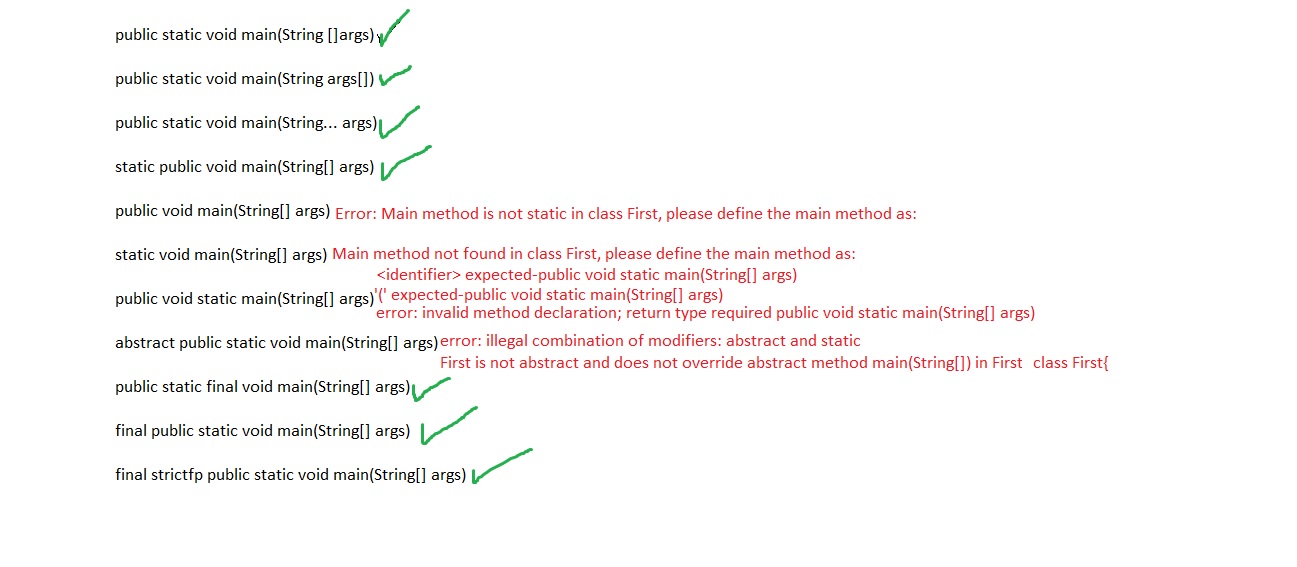 public static void main(String []args)
public static void main(String args[])
public static void main(String... args)
static public void main(String[] args)
public void main(String[] args) Error: Main method is not static in class First, please define the main method as:
static void main(String[] args) Main method not found in class First, please define the main method as:
<identifier> expected-public void static main(String[] args)
public void static main(String[] args) '(' expected-public void static main(String[] args)
error: invalid method declaration; return type required public void static main(String[] args)
abstract public static void main(String[] args) error: illegal combination of modifiers: abstract and static
First is not abstract and does not override abstract method main(String[]) in First class First{
public static final void main(String[] args)
final public static void main(String[] args)
final strictfp public static void main(String[] args)